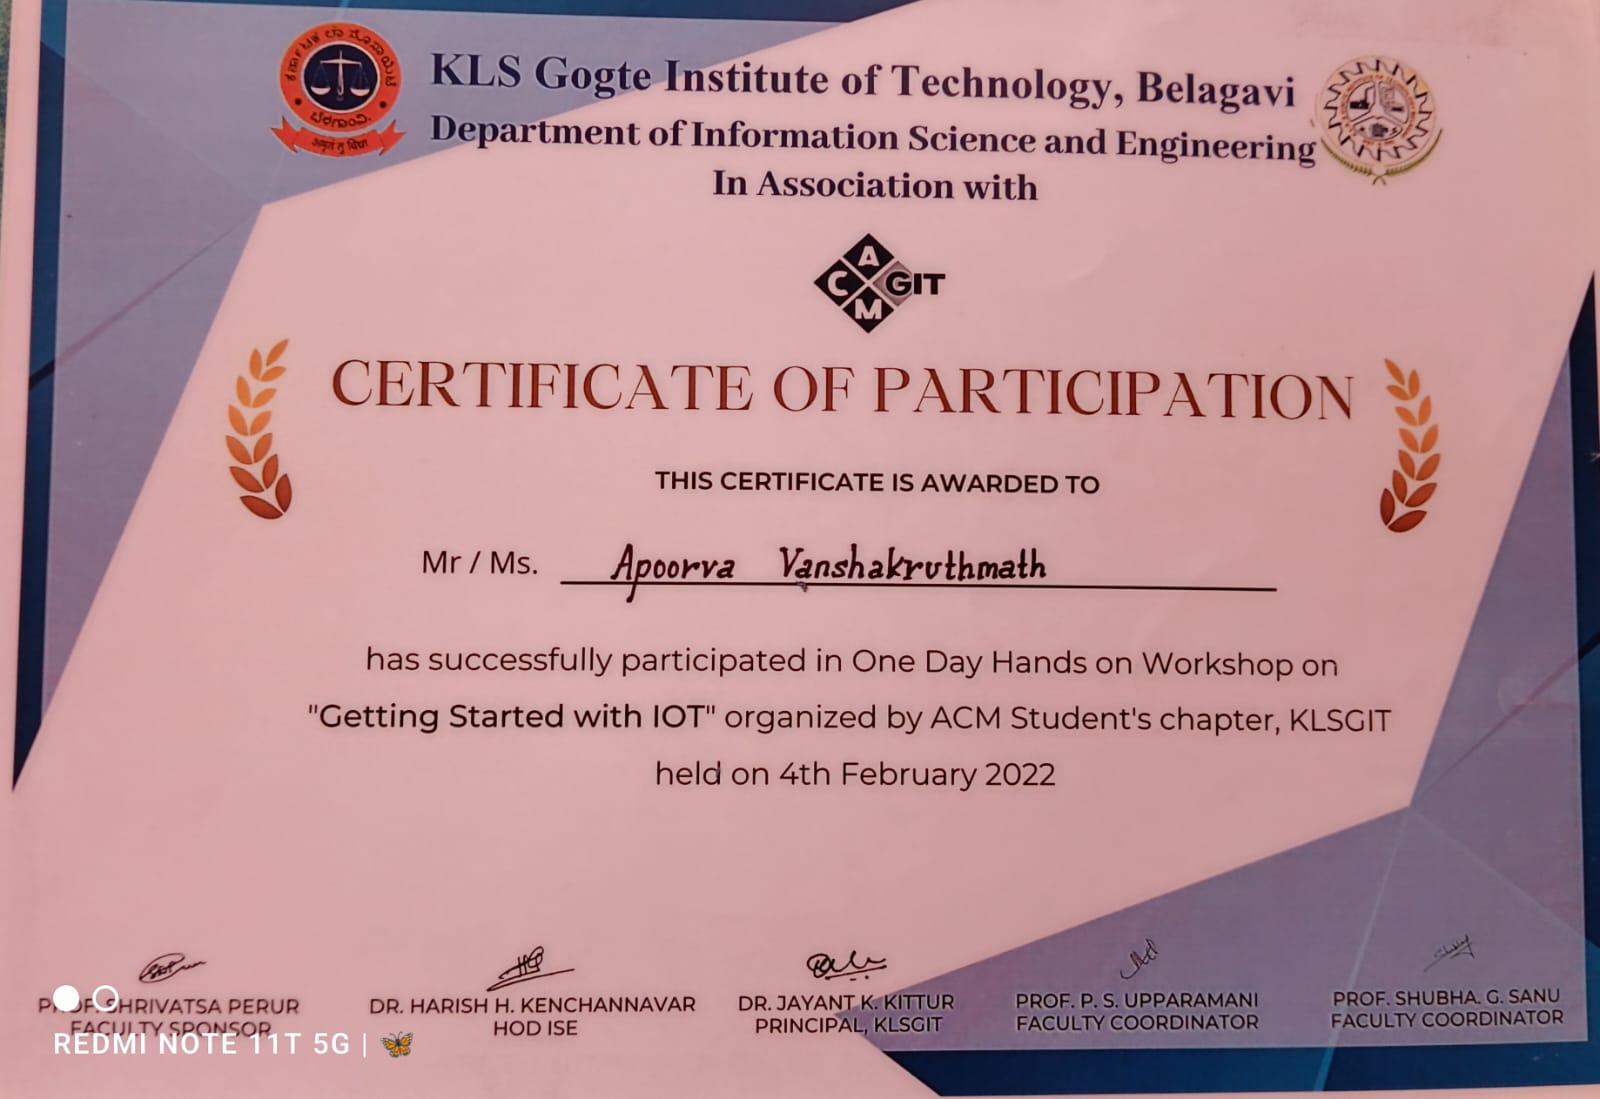 ಕರ್ನಾಟಕ ಲಾ ಸೊಸಾಯಿಟಿ
ಬೆಳಗಾಂವಿ.
अमृतं तु विद्या
KLS Gogte Institute of Technology, Belagavi
Department of Information Science and Engineering
In Association with
A
C GIT
M
CERTIFICATE OF PARTICIPATION
THIS CERTIFICATE IS AWARDED TO
Mr / Ms. Apoorva Vanshakruthmath
has successfully participated in One Day Hands on Workshop on
"Getting Started with IOT" organized by ACM Student's chapter, KLSGIT
held on 4th February 2022
PROF. SHRIVATSA PERUR
FACULTY SPONSOR
DR. HARISH H. KENCHANNAVAR
HOD ISE
DR. JAYANT K. KITTUR
PRINCIPAL, KLSGIT
PROF. P. S. UPPARAMANI
FACULTY COORDINATOR
PROF. SHUBHA. G. SANU
FACULTY COORDINATOR
REDMI NOTE 11T 5G | 🦋